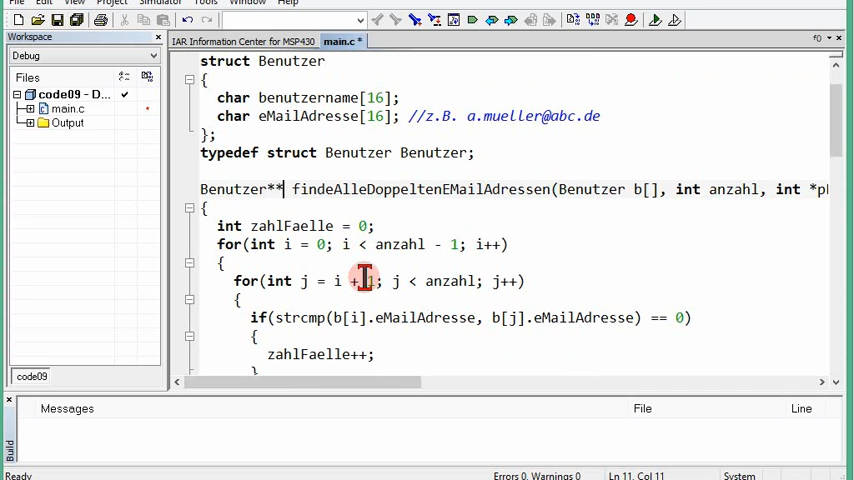 File Edit View Project Simulator Tools Window Help
Workspace
IAR Information Center for MSP430 main.c * f()
Debug
Files
code09 - D...
main.c
Output
code09
struct Benutzer
{
char benutzername[16];
char eMailAdresse[16]; //z.B. a.mueller@abc.de
};
typedef struct Benutzer Benutzer;
Benutzer** findeAlleDoppeltenEMailAdressen(Benutzer b[], int anzahl, int *pl
{
int zahlFaelle = 0;
for(int i = 0; i < anzahl - 1; i++)
{
for(int j = i + 1; j < anzahl; j++)
{
if(strcmp(b[i].eMailAdresse, b[j].eMailAdresse) == 0)
{
zahlFaelle++;
}
Messages File Line
Build
Ready Errors 0, Warnings 0 Ln 11, Col 11 System